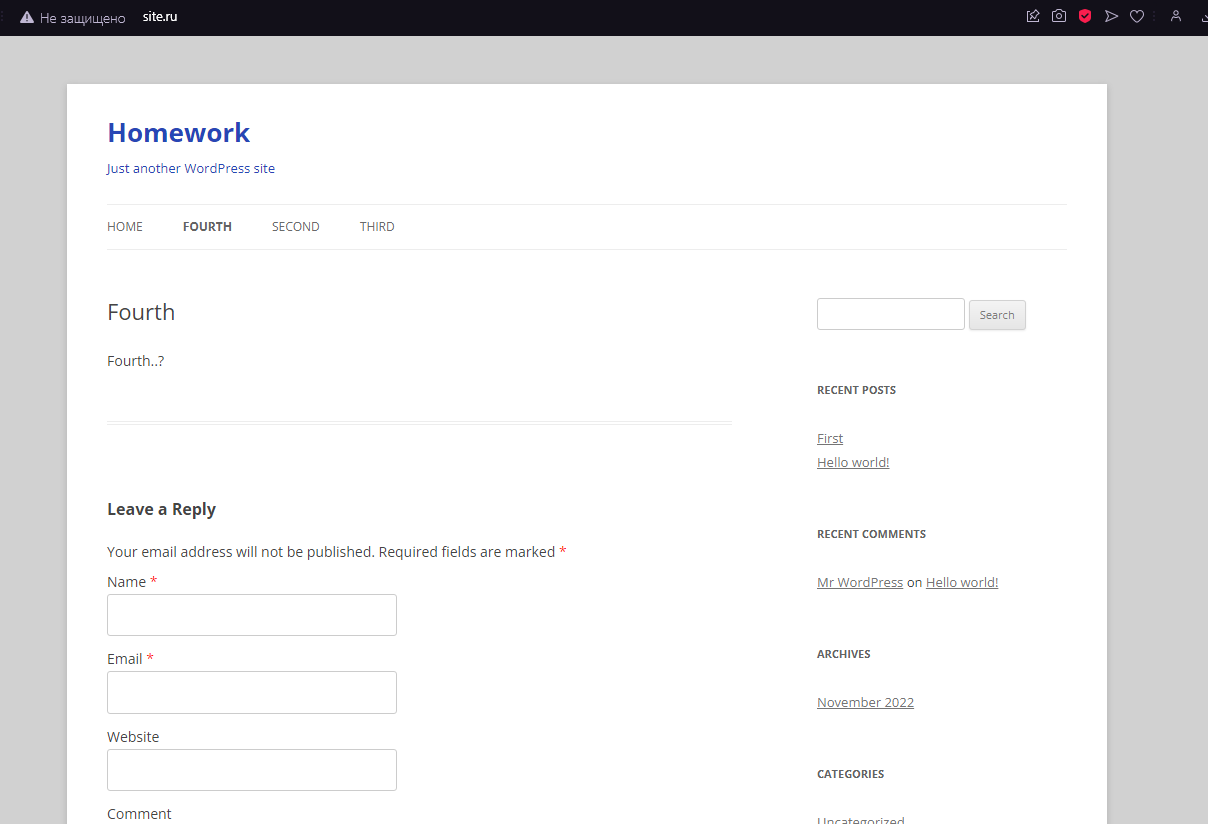 Не защищено site.ru
Homework
Just another WordPress site
HOME FOURTH SECOND THIRD
Fourth
Fourth..?
Leave a Reply
Your email address will not be published. Required fields are marked *
Name *
Email *
Website
Comment
Search
RECENT POSTS
First
Hello world!
RECENT COMMENTS
Mr WordPress on Hello world!
ARCHIVES
November 2022
CATEGORIES
Uncategorized